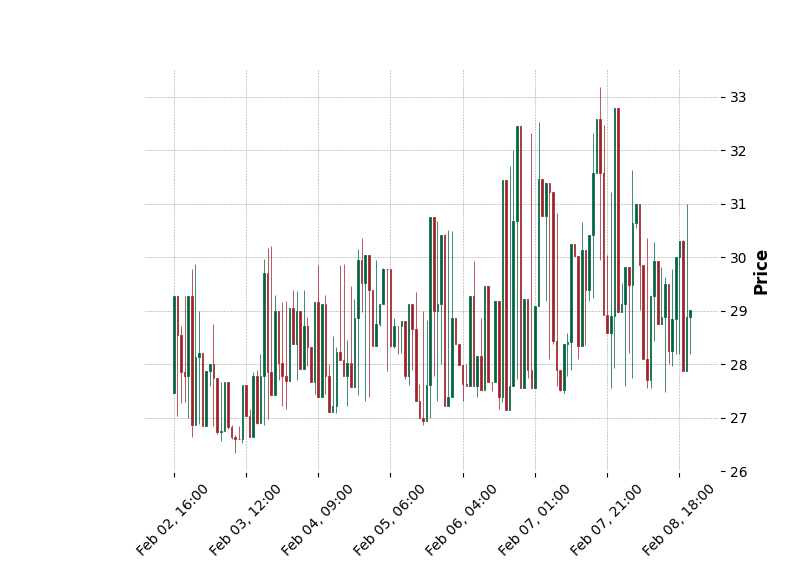 33
32
31
30
29
28
27
26
Price
Feb 02, 16:00
Feb 03, 12:00
Feb 04, 09:00
Feb 05, 06:00
Feb 06, 04:00
Feb 07, 01:00
Feb 07, 21:00
Feb 08, 18:00